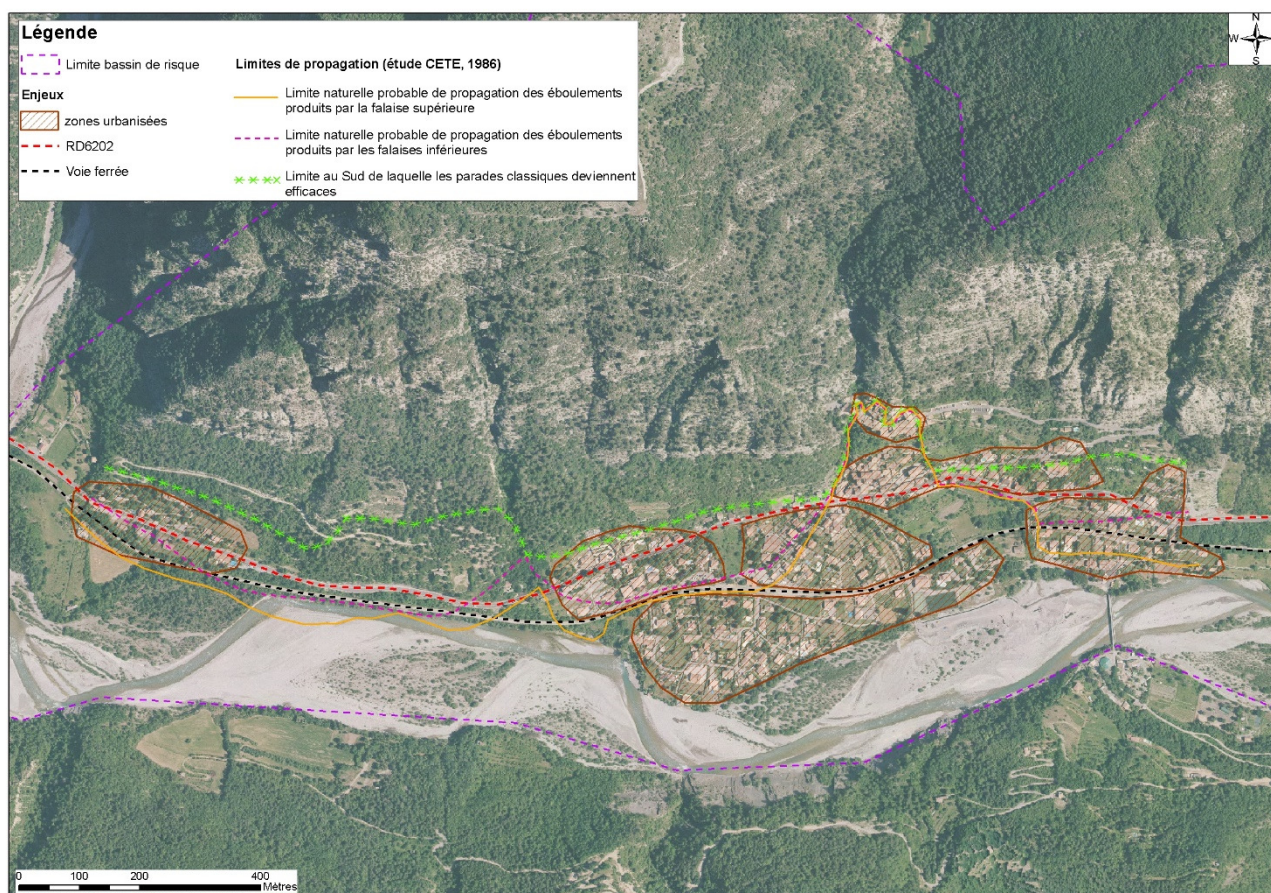 Légende
Limite bassin de risque
Enjeux
zones urbanisées
RD6202
Voie ferrée
Limites de propagation (étude CETE, 1986)
Limite naturelle probable de propagation des éboulements
produits par la falaise supérieure
Limite naturelle probable de propagation des éboulements
produits par les falaises inférieures
Limite au Sud de laquelle les parades classiques deviennent
efficaces
N
W E
S
0 100 200 400
Mètres